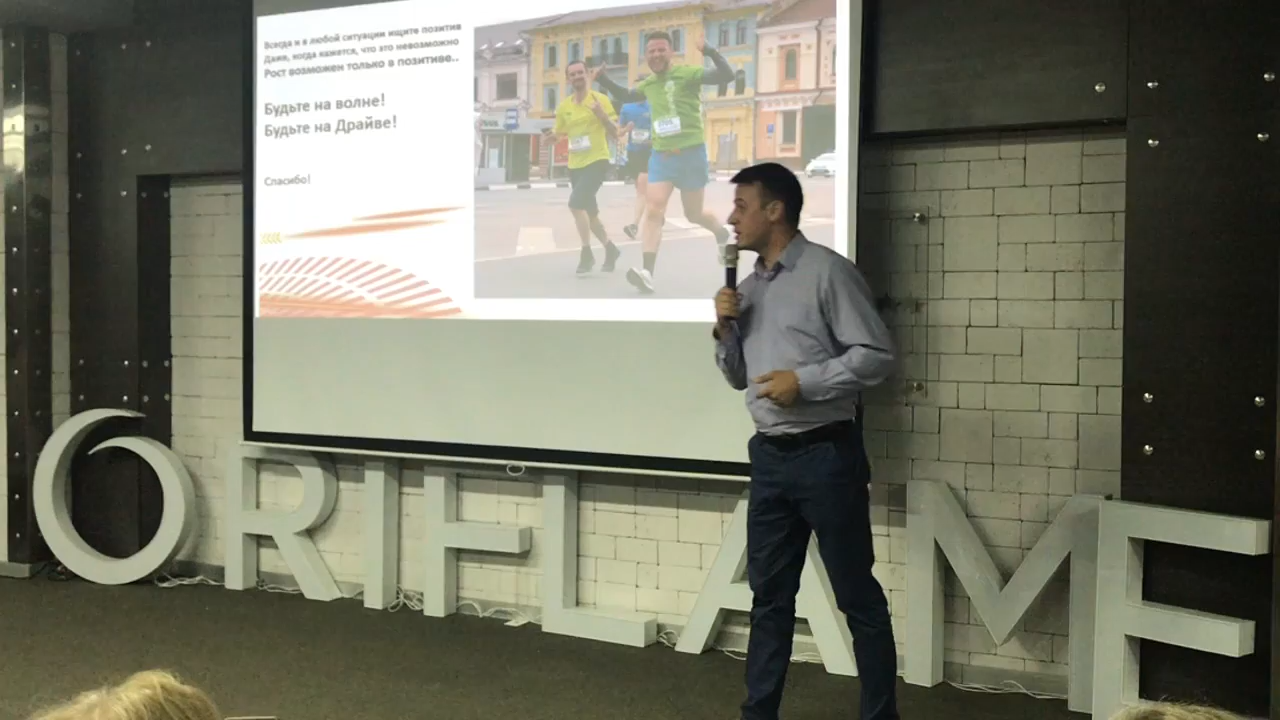 Всегда и в любой ситуации ищите позитив
Даже, когда кажется, что это невозможно
Рост возможен только в позитиве..
Будьте на волне!
Будьте на Драйве!
Спасибо!
ORIFLAME